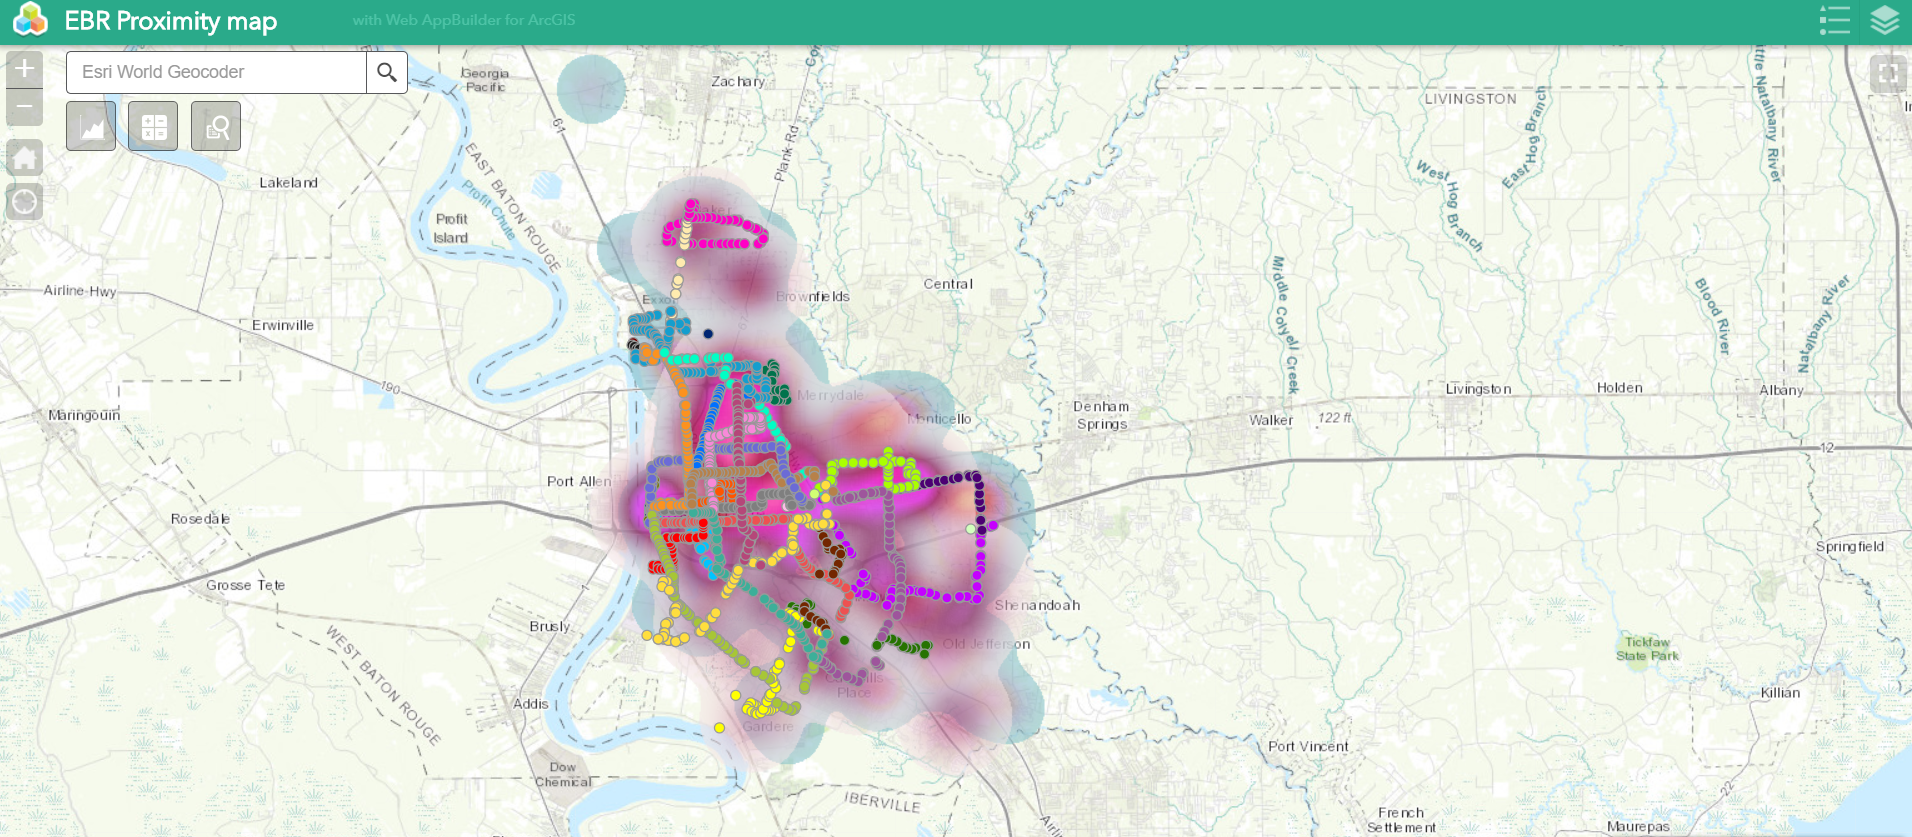 EBR Proximity map
with Web AppBuilder for ArcGIS
Esri World Geocoder
Georgia
Pacific
Zachary
LIVINGSTON
61
Plank Rd
EAST BATON ROUGE
Profit Chute
Lakeland
Profit
Island
West Hog
Branch
East Hog Branch
Little Natalbany River
Airline-Hwy
Erwinville
Exxon
Brownfields
Central
Middle Colyell Creek
Blood River
Natalbany River
190
Maringouin
Merrydale
Monticello
Denham
Springs
Walker
122 ft
Livingston
Holden
Albany
12
Port Allen
Rosedale
Grosse Tete
Springfield
Brusly
Shenandoah
Old Jefferson
WEST BATON ROUGE
Tickfaw
State Park
Place
Killian
Addis
Gardere
Port Vincent
Dow
Chemical
IBERVILLE
22
French
Settlement
Maurepas